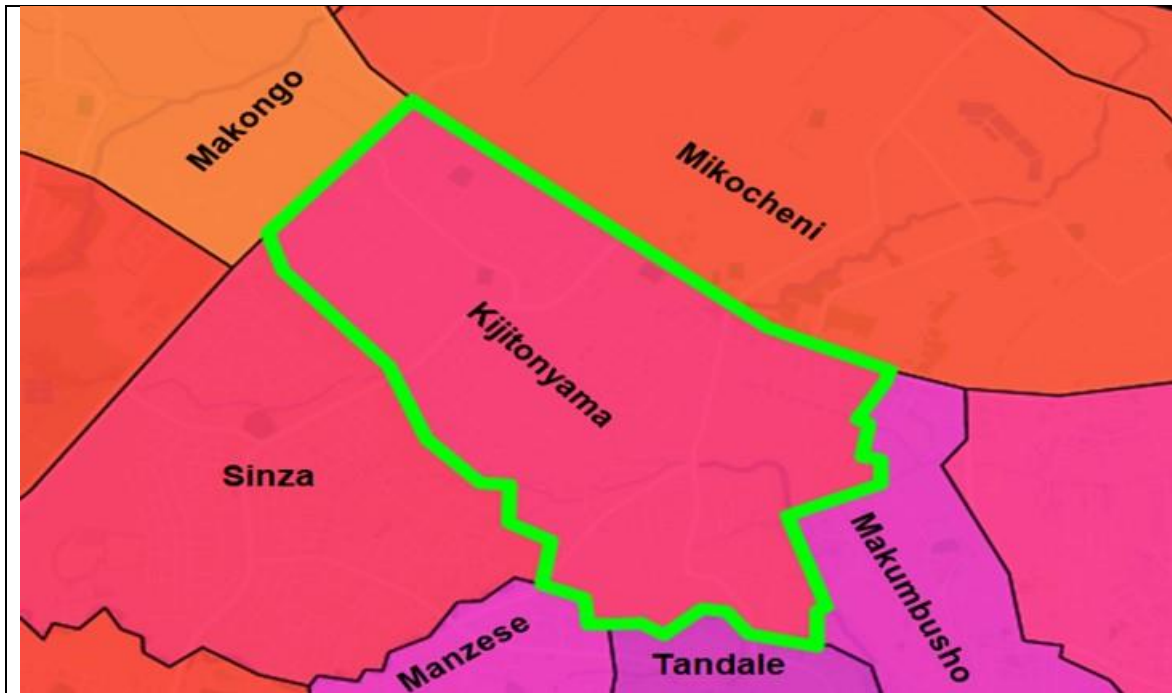 Makongo
Mikocheni
Kijitonyama
Sinza
Makumbusho
Manzese
Tandale